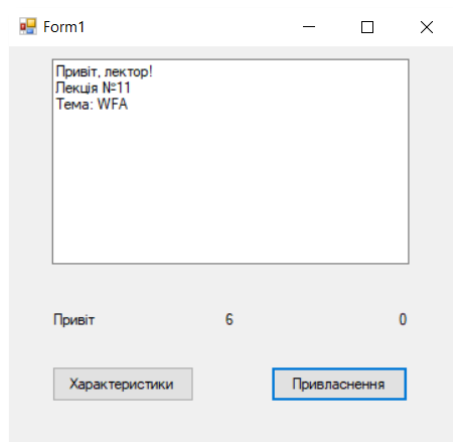 Form1
Привіт, лектор!
Лекція №11
Тема: WFA
Привіт 6 0
Характеристики Привласнення